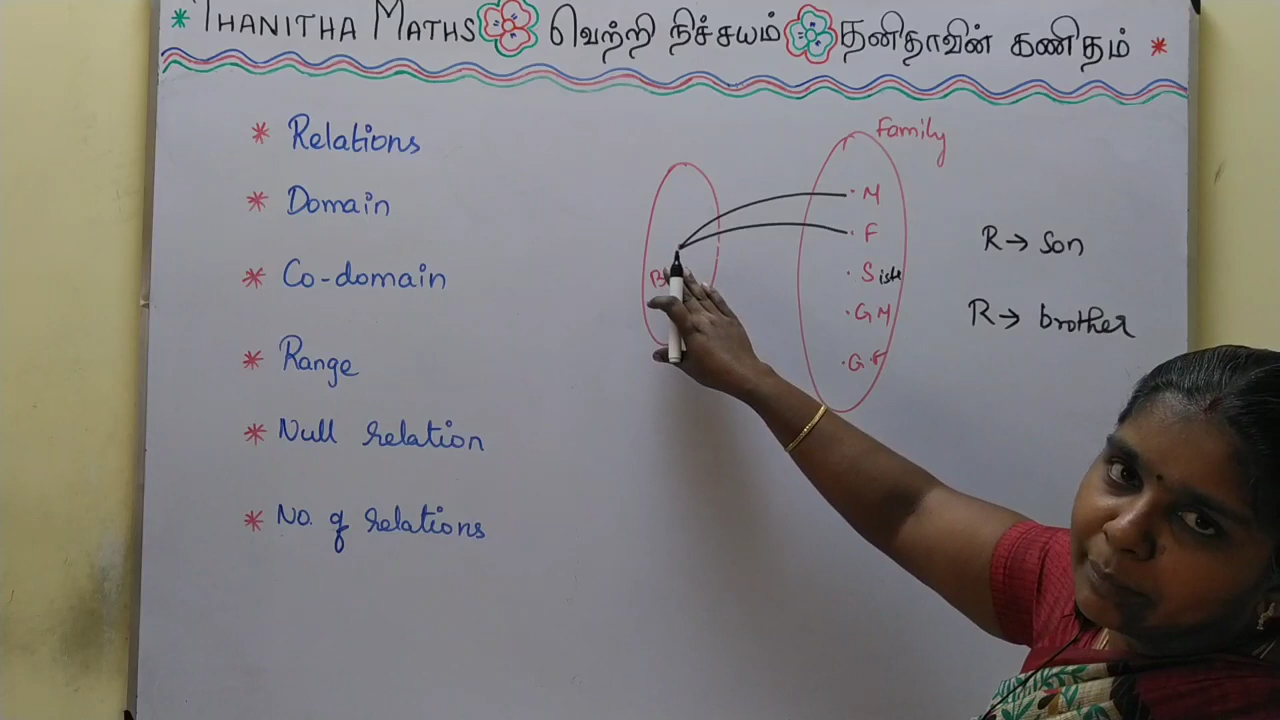 * THANITHA MATHS வெற்றி நிச்சயம் தனிதாவின் கணிதம் *
* Relations
* Domain
* Co-domain
* Range
* Null relation
* No. of relations
Family
. M
. F
. Siste
. G M
. G F
R → Son
R → brother